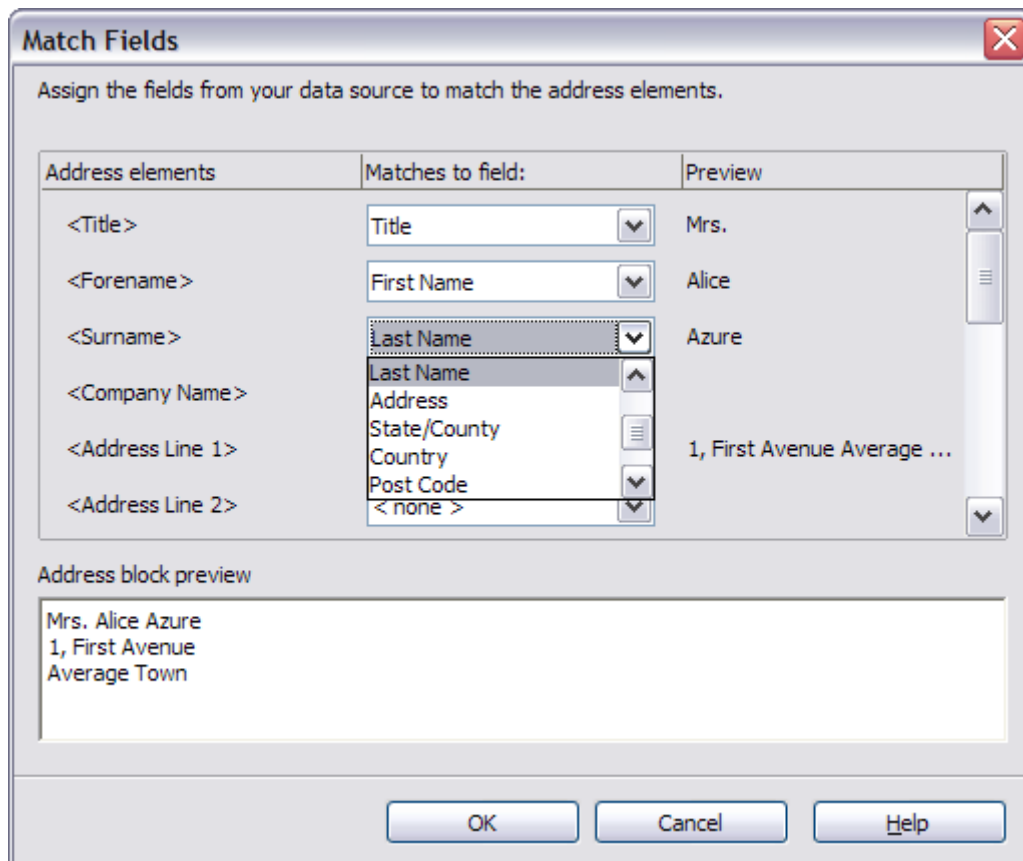 Match Fields
Assign the fields from your data source to match the address elements.
Address elements Matches to field: Preview
<Title> Title Mrs.
<Forename> First Name Alice
<Surname> Last Name Azure
Last Name
<Company Name>
Address
State/County
<Address Line 1> 1, First Avenue Average ...
Country
Post Code
<Address Line 2> < none >
Address block preview
Mrs. Alice Azure
1, First Avenue
Average Town
OK Cancel Help